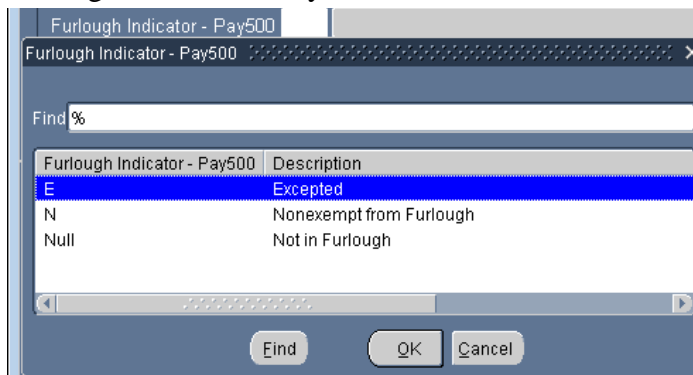 Furlough Indicator - Pay500
Furlough Indicator - Pay500
Find %
Furlough Indicator - Pay500 Description
E Excepted
N Nonexempt from Furlough
Null Not in Furlough
Find OK Cancel